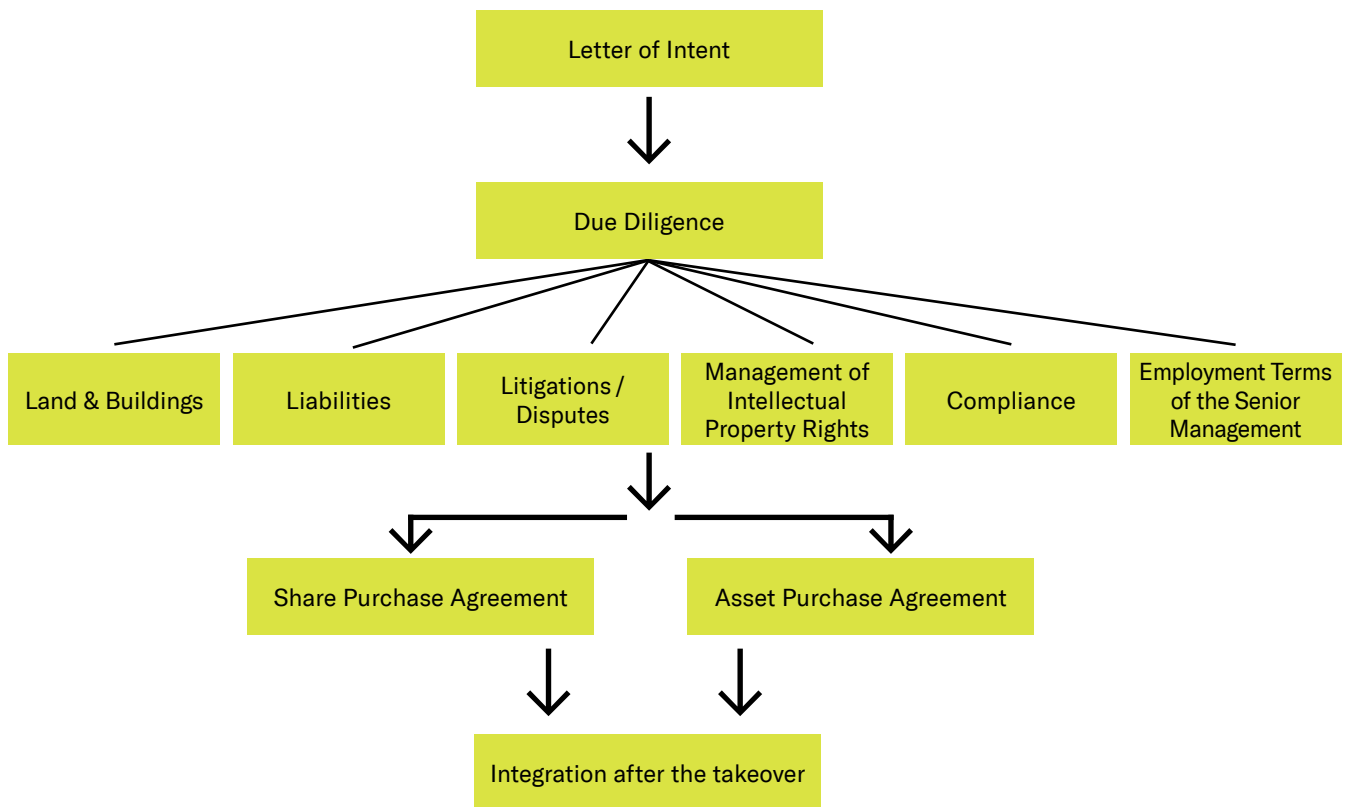 Letter of Intent
Due Diligence
Land & Buildings
Liabilities
Litigations /
Disputes
Management of
Intellectual
Property Rights
Compliance
Employment Terms
of the Senior
Management
Share Purchase Agreement
Asset Purchase Agreement
Integration after the takeover